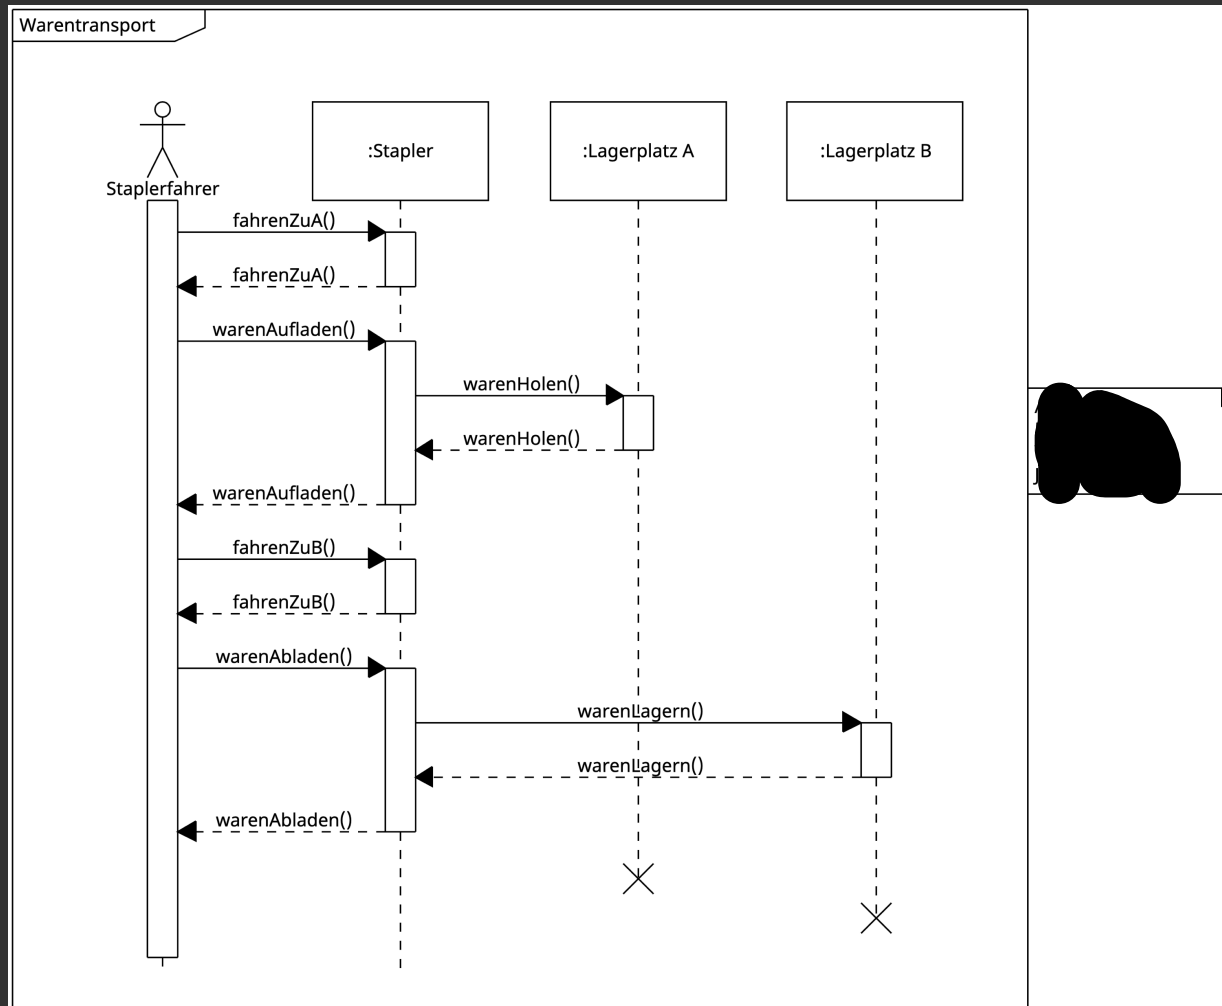 Warentransport
:Stapler
:Lagerplatz A
:Lagerplatz B
Staplerfahrer
fahrenZuA()
fahrenZuA()
warenAufladen()
warenHolen()
warenHolen()
warenAufladen()
fahrenZuB()
fahrenZuB()
warenAbladen()
warenLagern()
warenLagern()
warenAbladen()